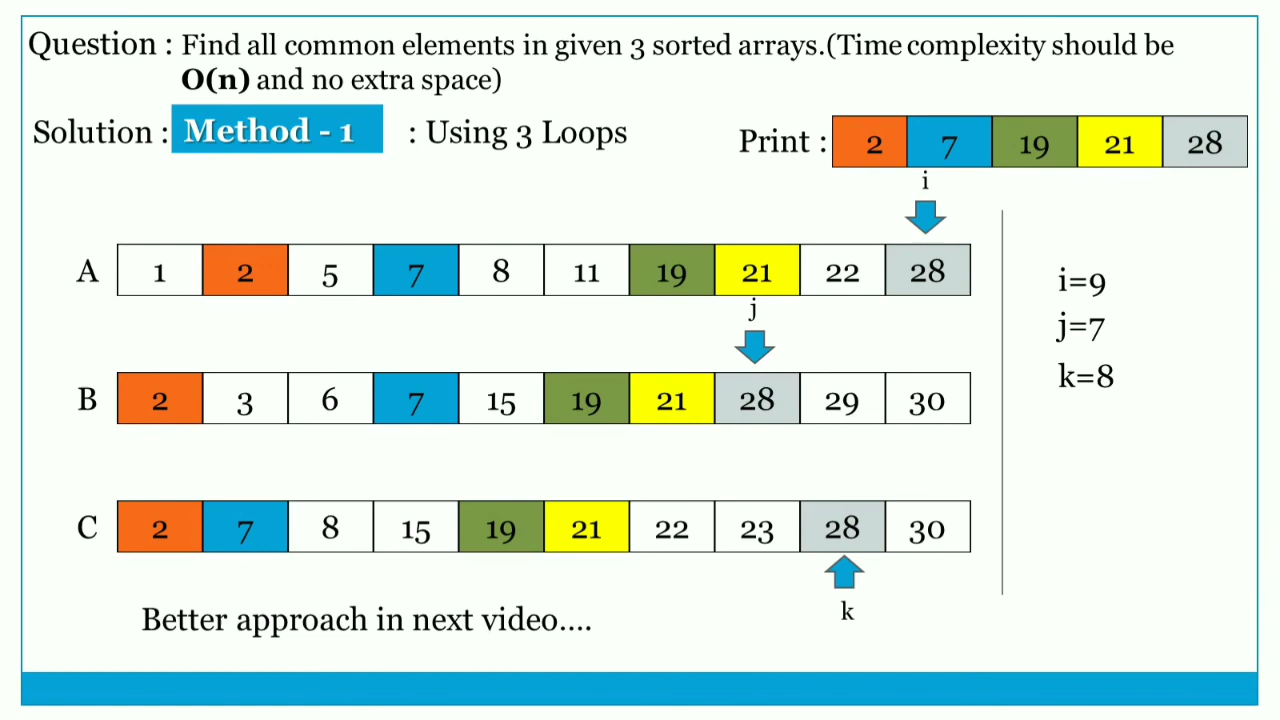 Question : Find all common elements in given 3 sorted arrays.(Time complexity should be
O(n) and no extra space)
Solution : Method - 1 : Using 3 Loops
Print : 2 7 19 21 28
i
A 1 2 5 7 8 11 19 21 22 28
i=9
j
j=7
k=8
B 2 3 6 7 15 19 21 28 29 30
C 2 7 8 15 19 21 22 23 28 30
k
Better approach in next video....